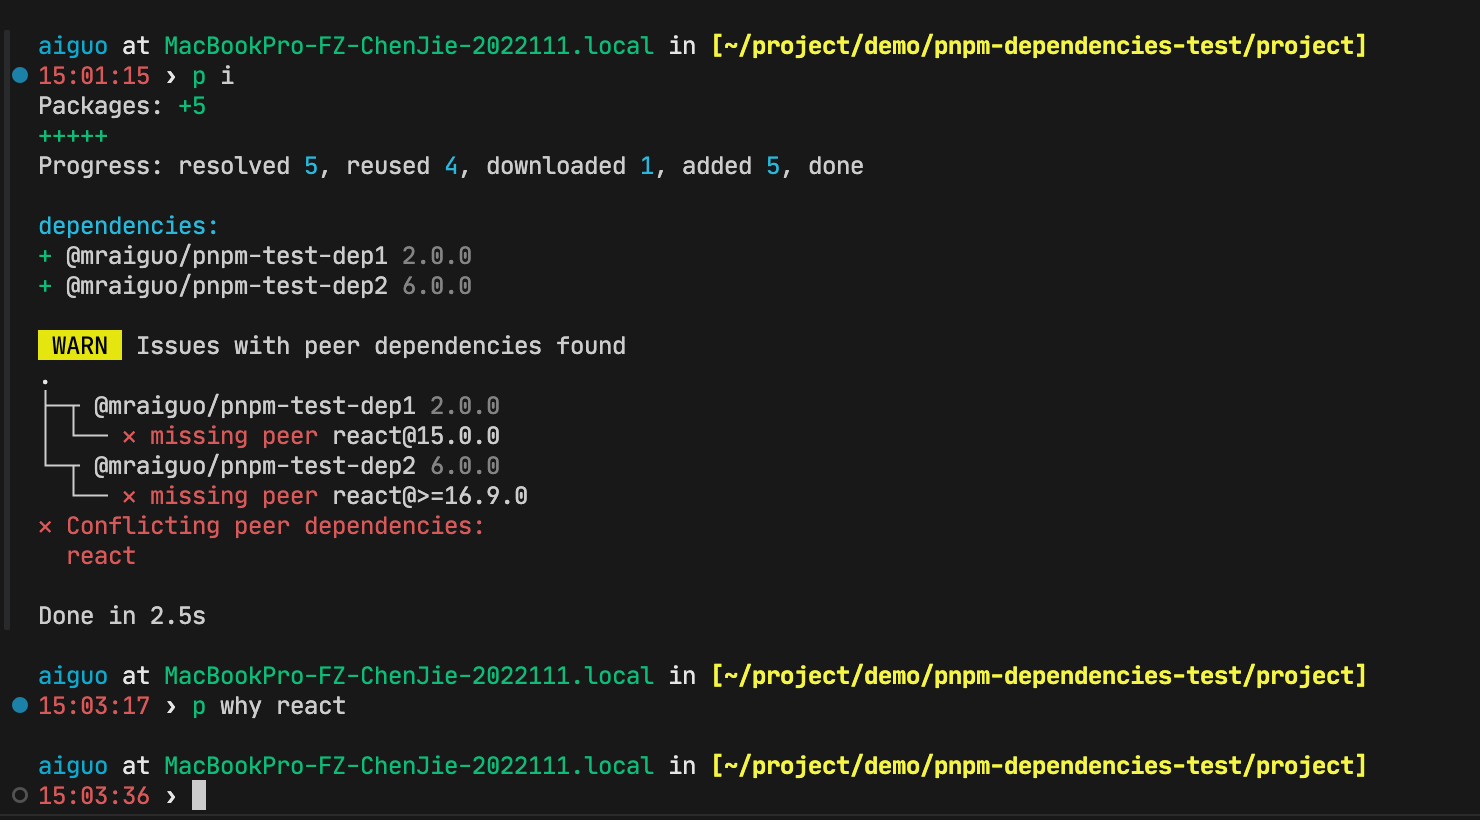 aiguo at MacBookPro-FZ-ChenJie-2022111.local in [~/project/demo/pnpm-dependencies-test/project]
15:01:15 › p i
Packages: +5
+++++
Progress: resolved 5, reused 4, downloaded 1, added 5, done
dependencies:
+ @mraiguo/pnpm-test-dep1 2.0.0
+ @mraiguo/pnpm-test-dep2 6.0.0
WARN Issues with peer dependencies found
.
├─┬ @mraiguo/pnpm-test-dep1 2.0.0
│ └── ✕ missing peer react@15.0.0
└─┬ @mraiguo/pnpm-test-dep2 6.0.0
  └── ✕ missing peer react@>=16.9.0
✕ Conflicting peer dependencies:
  react
Done in 2.5s
aiguo at MacBookPro-FZ-ChenJie-2022111.local in [~/project/demo/pnpm-dependencies-test/project]
15:03:17 › p why react
aiguo at MacBookPro-FZ-ChenJie-2022111.local in [~/project/demo/pnpm-dependencies-test/project]
15:03:36 ›